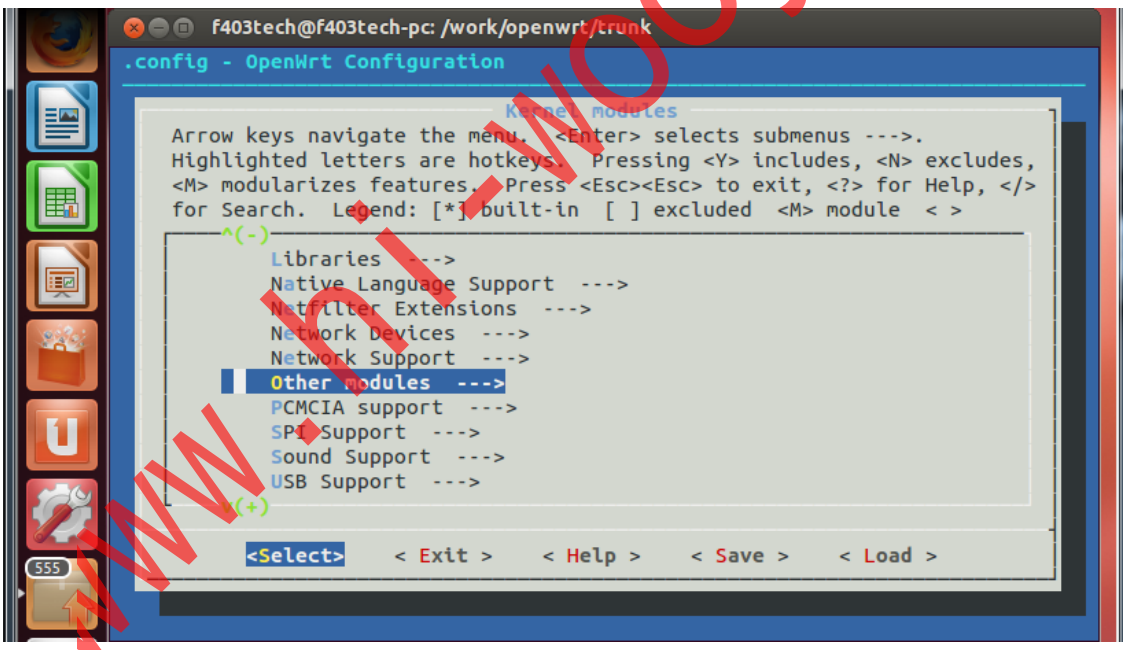 f403tech@f403tech-pc: /work/openwrt/trunk
.config - OpenWrt Configuration
Kernel modules
Arrow keys navigate the menu. <Enter> selects submenus --->.
Highlighted letters are hotkeys. Pressing <Y> includes, <N> excludes,
<M> modularizes features. Press <Esc><Esc> to exit, <?> for Help, </>
for Search. Legend: [*] built-in [ ] excluded <M> module < >
^(-)
Libraries --->
Native Language Support --->
Netfilter Extensions --->
Network Devices --->
Network Support --->
Other modules --->
PCMCIA support --->
SPI Support --->
Sound Support --->
USB Support --->
v(+)
<Select> < Exit > < Help > < Save > < Load >
555